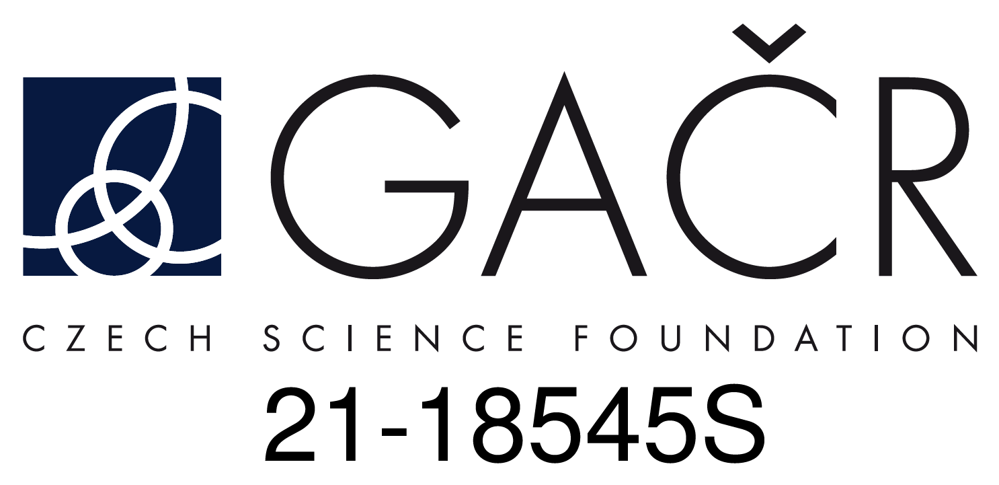 GAČR
CZECH SCIENCE FOUNDATION
21-18545S